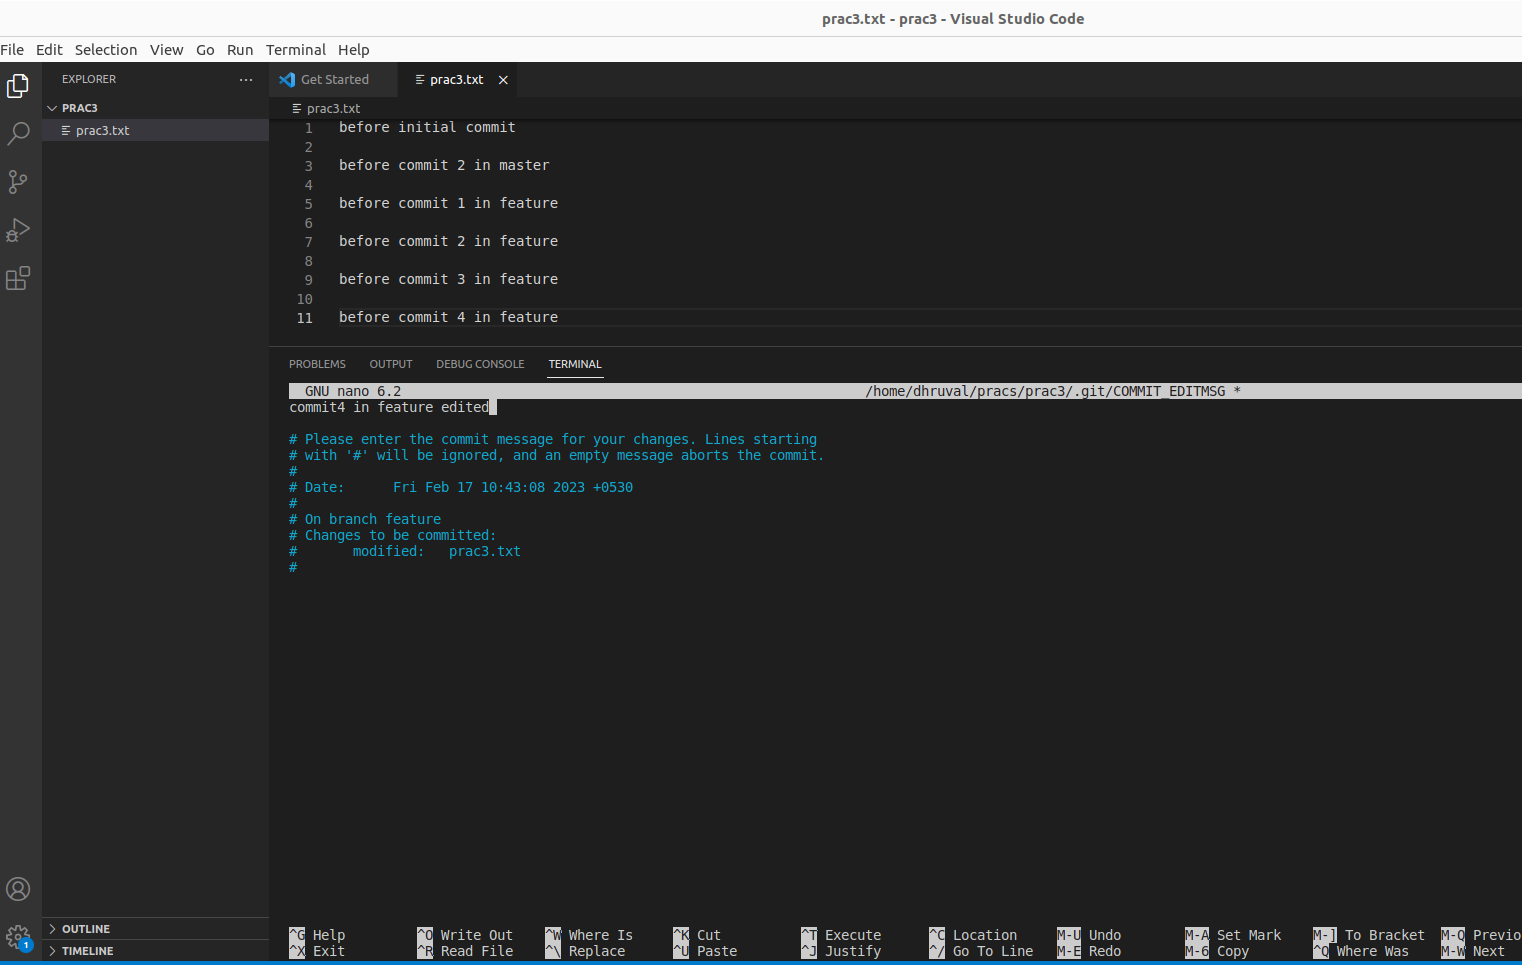 prac3.txt - prac3 - Visual Studio Code
File Edit Selection View Go Run Terminal Help
EXPLORER ···
PRAC3
prac3.txt
Get Started prac3.txt
prac3.txt
1 before initial commit
2
3 before commit 2 in master
4
5 before commit 1 in feature
6
7 before commit 2 in feature
8
9 before commit 3 in feature
10
11 before commit 4 in feature
PROBLEMS OUTPUT DEBUG CONSOLE TERMINAL
GNU nano 6.2 /home/dhruval/pracs/prac3/.git/COMMIT_EDITMSG *
commit4 in feature edited
# Please enter the commit message for your changes. Lines starting
# with '#' will be ignored, and an empty message aborts the commit.
#
# Date: Fri Feb 17 10:43:08 2023 +0530
#
# On branch feature
# Changes to be committed:
# modified: prac3.txt
#
^G Help ^O Write Out ^W Where Is ^K Cut ^T Execute ^C Location M-U Undo M-A Set Mark M-] To Bracket M-Q Previo
^X Exit ^R Read File ^\ Replace ^U Paste ^J Justify ^/ Go To Line M-E Redo M-6 Copy ^Q Where Was M-W Next
1
OUTLINE
TIMELINE